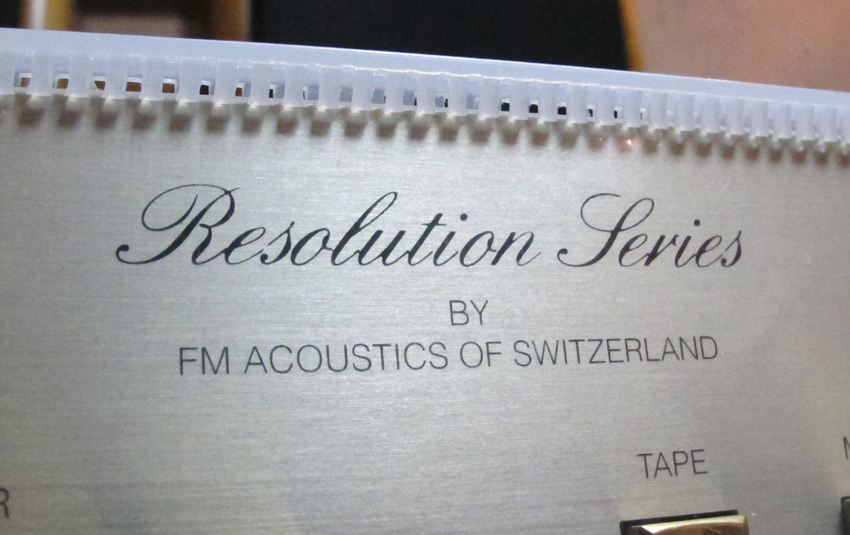 Resolution Series
BY
FM ACOUSTICS OF SWITZERLAND
TAPE